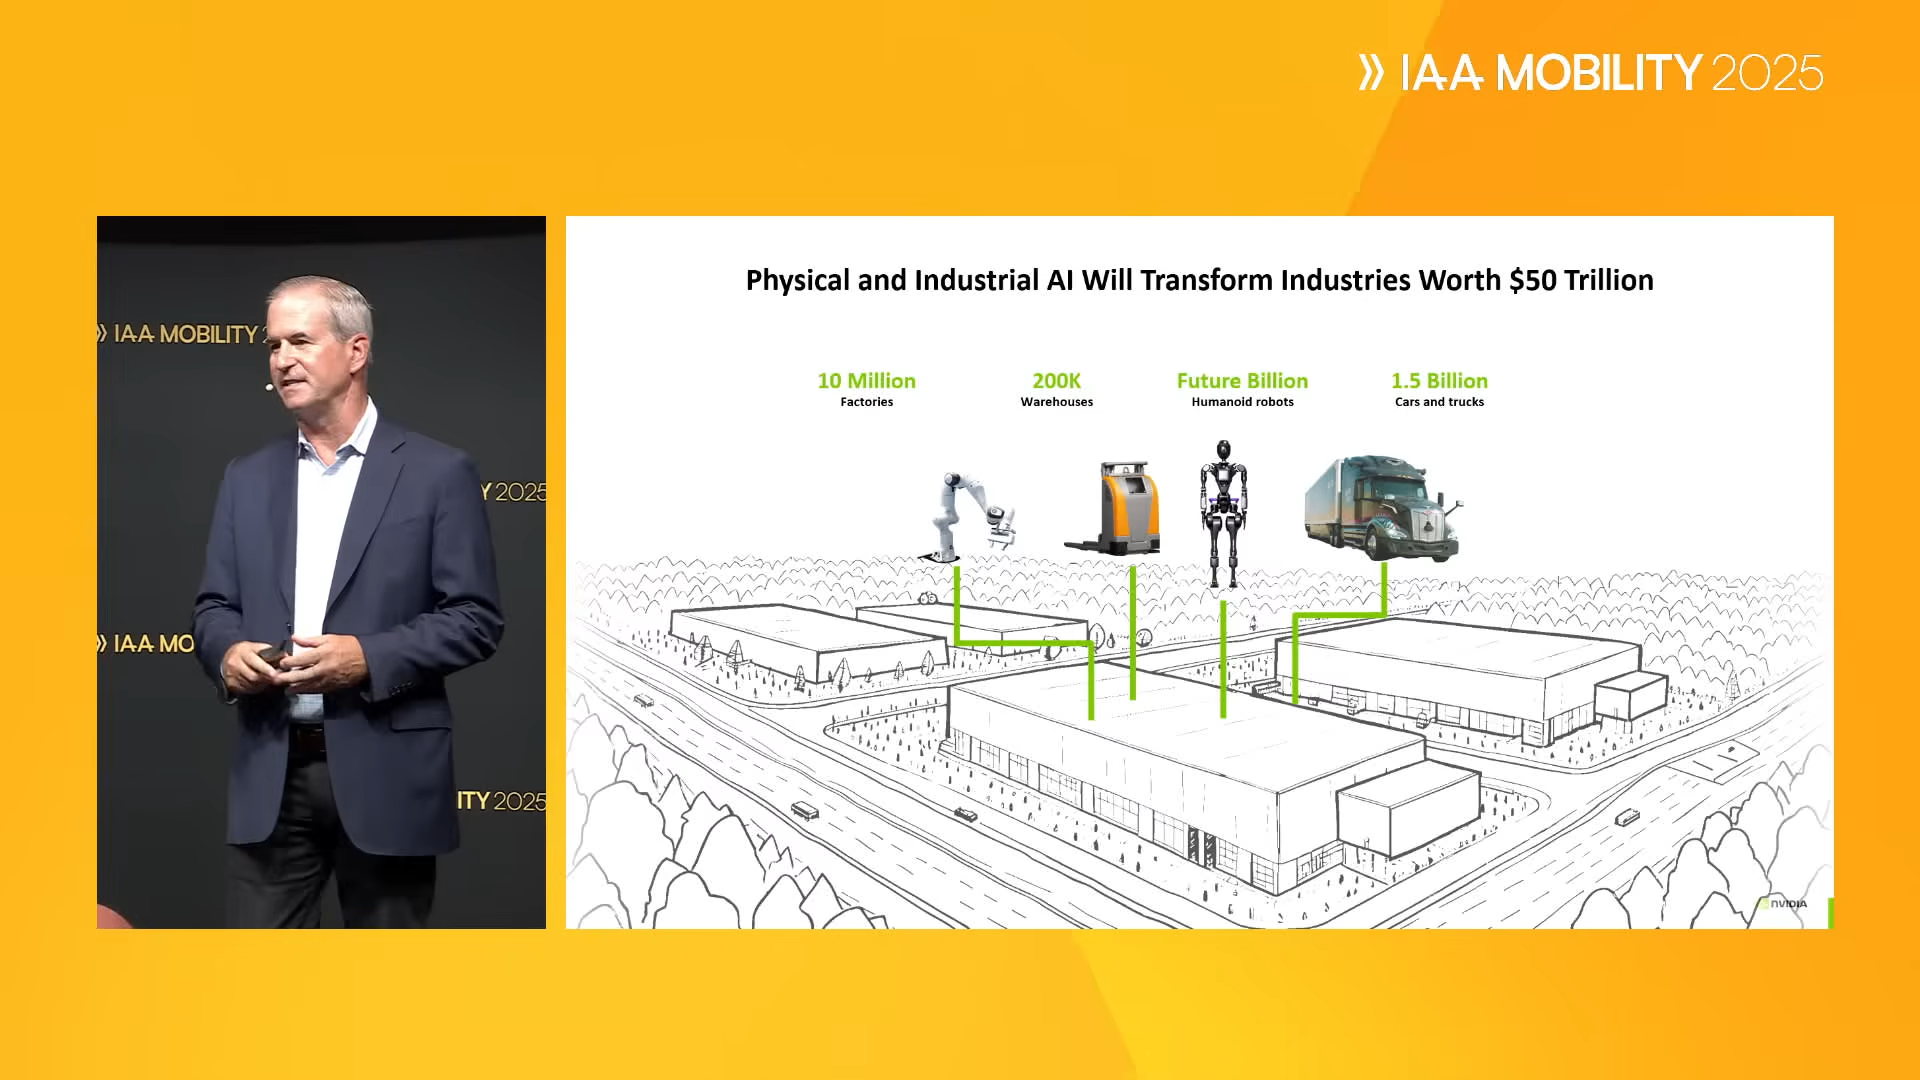 » IAA MOBILITY 2025
» IAA MOBILITY 2
Y 2025
» IAA MO
ITY 2025
Physical and Industrial AI Will Transform Industries Worth $50 Trillion
10 Million
Factories
200K
Warehouses
Future Billion
Humanoid robots
1.5 Billion
Cars and trucks
NVIDIA